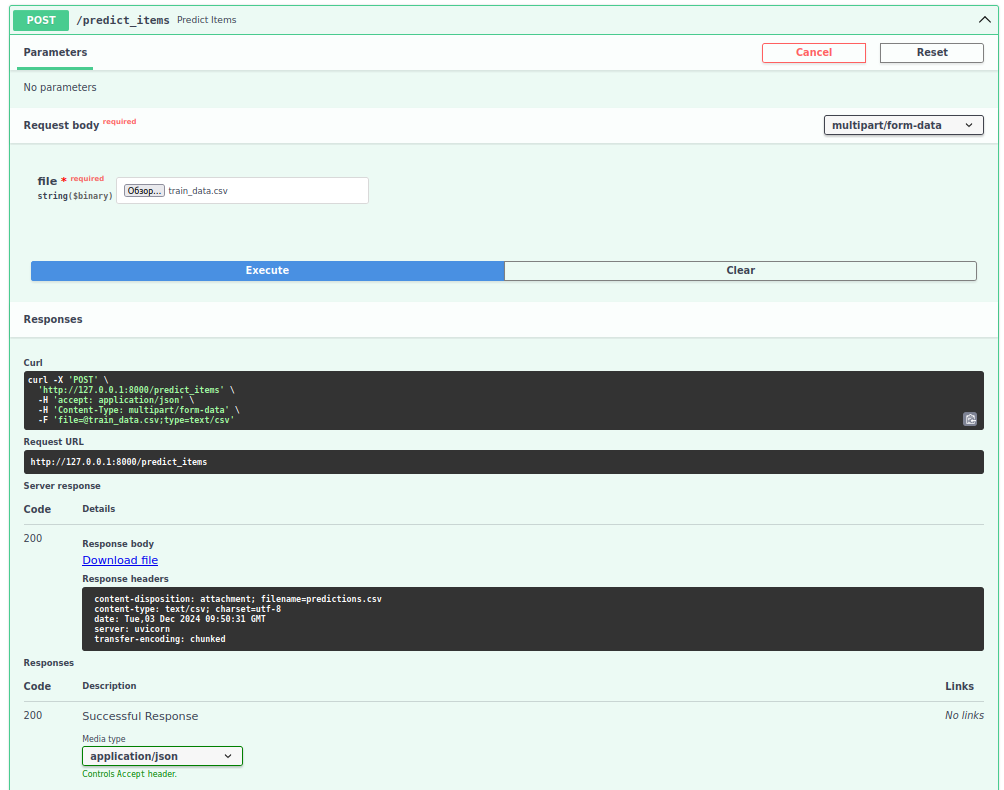 POST /predict_items Predict Items
Parameters Cancel Reset
No parameters
Request body required multipart/form-data
file * required
string($binary) Обзор... train_data.csv
Execute Clear
Responses
Curl
curl -X 'POST' \
'http://127.0.0.1:8000/predict_items' \
-H 'accept: application/json' \
-H 'Content-Type: multipart/form-data' \
-F 'file=@train_data.csv;type=text/csv'
Request URL
http://127.0.0.1:8000/predict_items
Server response
Code Details
200
Response body
Download file
Response headers
content-disposition: attachment; filename=predictions.csv
content-type: text/csv; charset=utf-8
date: Tue,03 Dec 2024 09:50:31 GMT
server: uvicorn
transfer-encoding: chunked
Responses
Code Description Links
200 Successful Response No links
Media type
application/json
Controls Accept header.